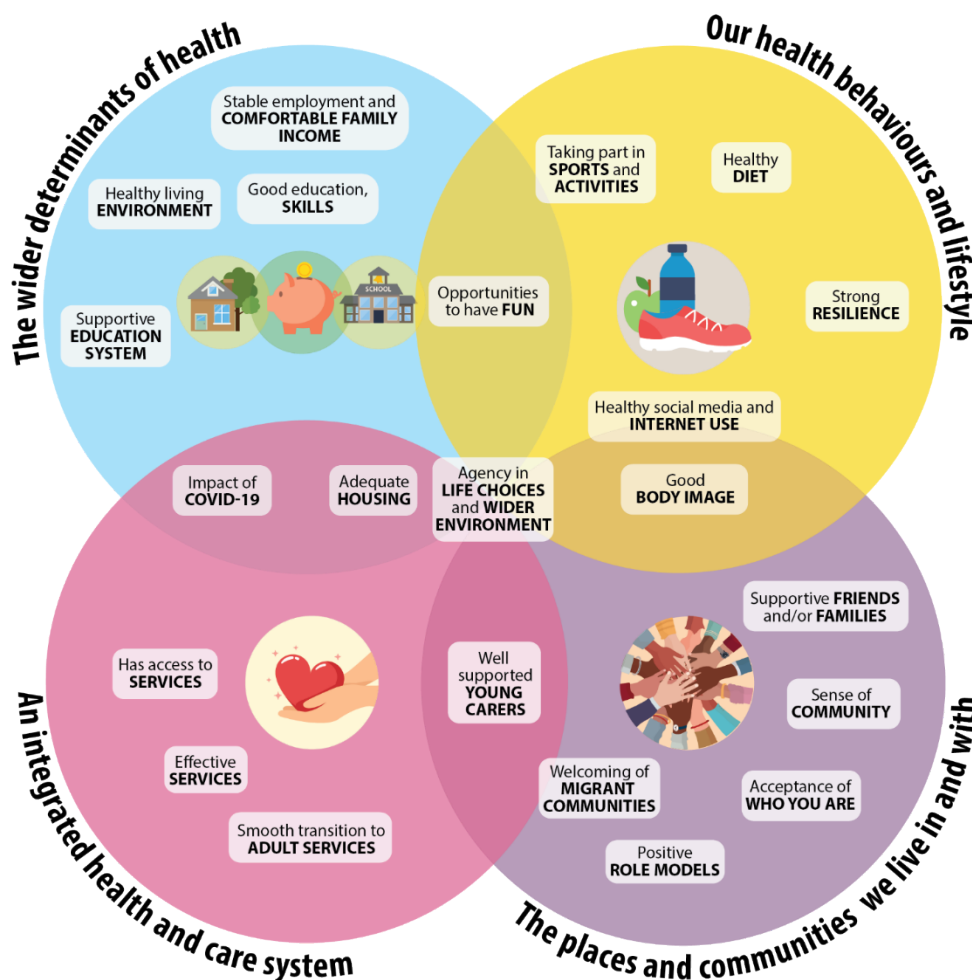 The wider determinants of health
Our health behaviours and lifestyle
Stable employment and
COMFORTABLE FAMILY
INCOME
Healthy living
ENVIRONMENT
Good education,
SKILLS
Supportive
EDUCATION
SYSTEM
SCHOOL
Opportunities
to have FUN
Taking part in
SPORTS and
ACTIVITIES
Healthy
DIET
Strong
RESILIENCE
Healthy social media and
INTERNET USE
Impact of
COVID-19
Adequate
HOUSING
Agency in
LIFE CHOICES
and WIDER
ENVIRONMENT
Good
BODY IMAGE
Has access to
SERVICES
Effective
SERVICES
Smooth transition to
ADULT SERVICES
Well
supported
YOUNG
CARERS
Supportive FRIENDS
and/or FAMILIES
Sense of
COMMUNITY
Welcoming of
MIGRANT
COMMUNITIES
Acceptance of
WHO YOU ARE
Positive
ROLE MODELS
An integrated health and care system
The places and communities we live in and with